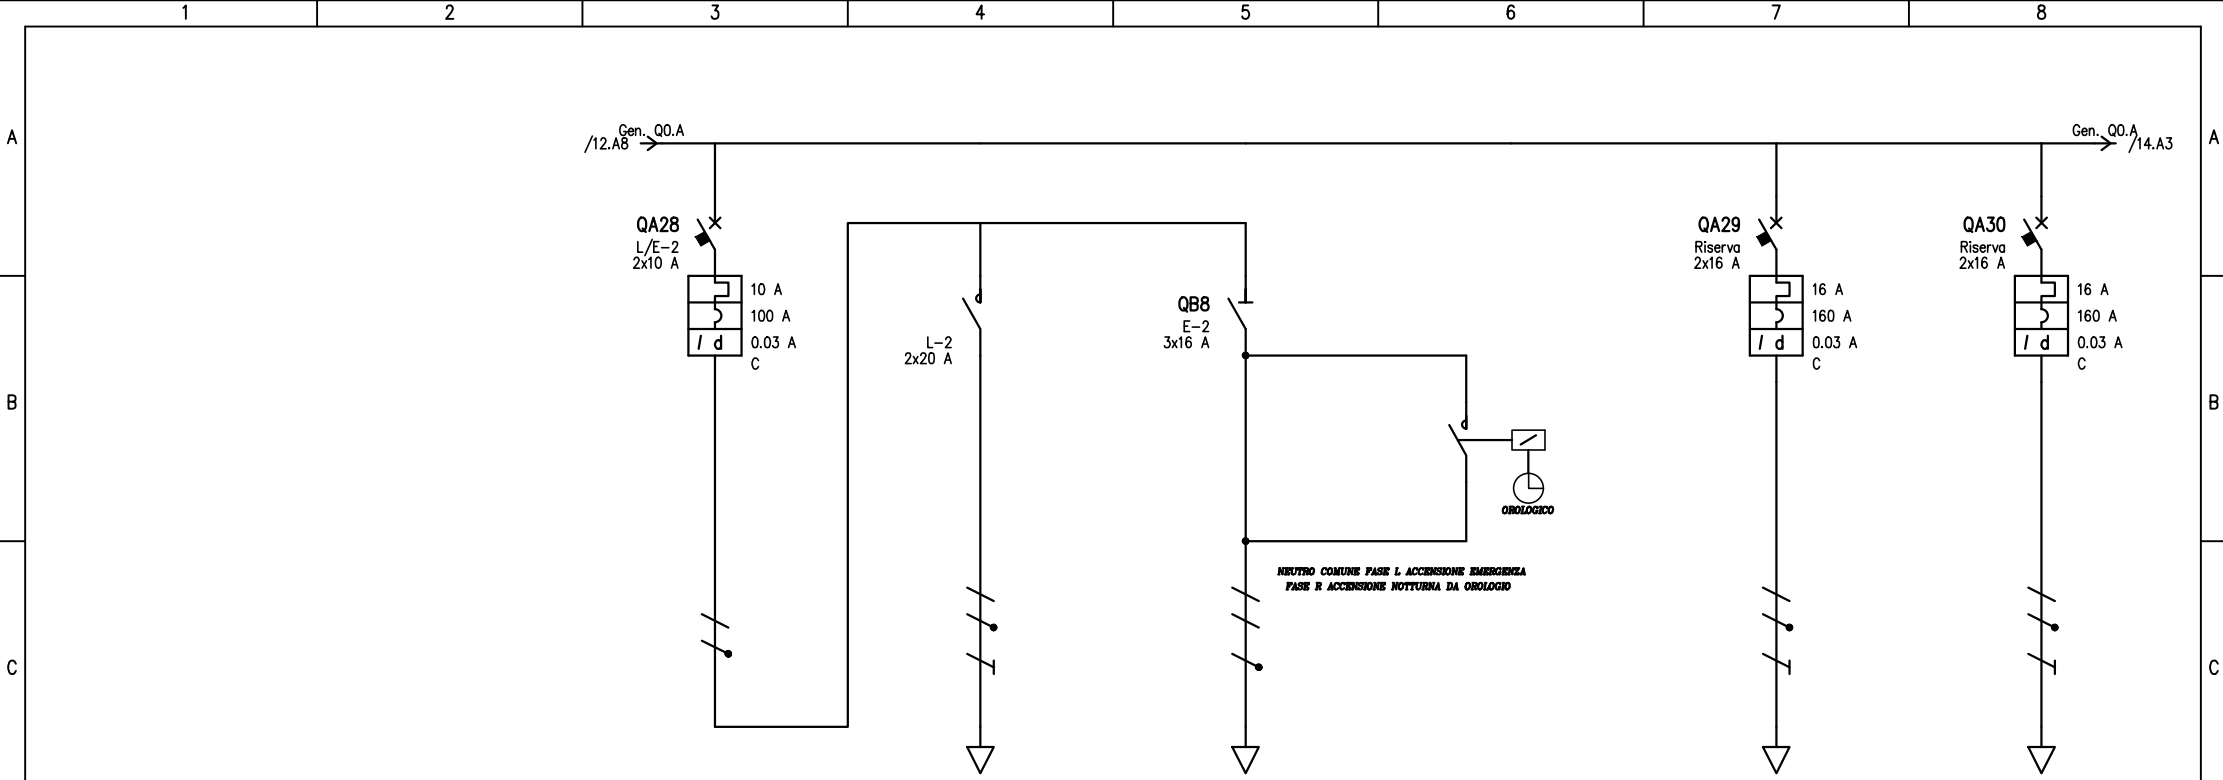 1 2 3 4 5 6 7 8
A A
Gen. Q0.A
/12.A8
Gen. Q0.A
/14.A3
QA28
L/E-2
2x10 A
10 A
100 A
I d 0.03 A
C
L-2
2x20 A
QB8
E-2
3x16 A
OROLOGICO
NEUTRO COMUNE FASE L ACCENSIONE EMERGENZA
FASE R ACCENSIONE NOTTURNA DA OROLOGIO
QA29
Riserva
2x16 A
16 A
160 A
I d 0.03 A
C
QA30
Riserva
2x16 A
16 A
160 A
I d 0.03 A
C
B B
C C